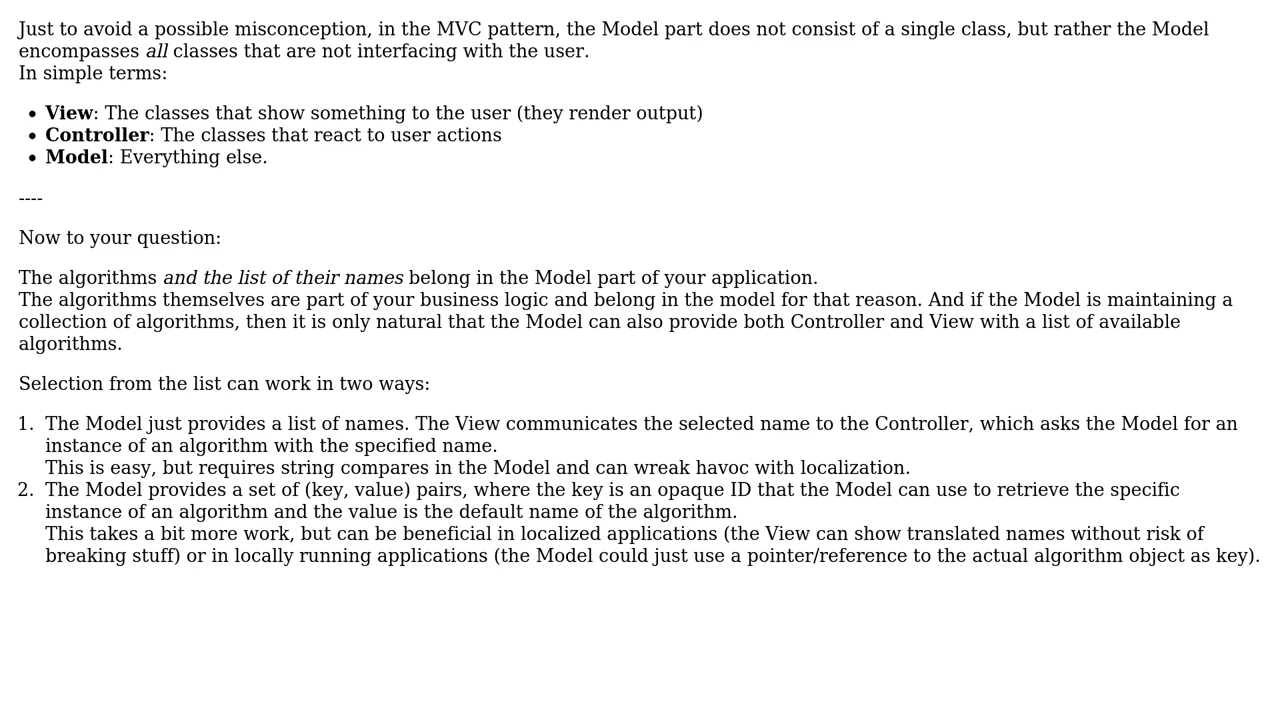 Just to avoid a possible misconception, in the MVC pattern, the Model part does not consist of a single class, but rather the Model
encompasses all classes that are not interfacing with the user.
In simple terms:
• View: The classes that show something to the user (they render output)
• Controller: The classes that react to user actions
• Model: Everything else.
----
Now to your question:
The algorithms and the list of their names belong in the Model part of your application.
The algorithms themselves are part of your business logic and belong in the model for that reason. And if the Model is maintaining a
collection of algorithms, then it is only natural that the Model can also provide both Controller and View with a list of available
algorithms.
Selection from the list can work in two ways:
1. The Model just provides a list of names. The View communicates the selected name to the Controller, which asks the Model for an
instance of an algorithm with the specified name.
This is easy, but requires string compares in the Model and can wreak havoc with localization.
2. The Model provides a set of (key, value) pairs, where the key is an opaque ID that the Model can use to retrieve the specific
instance of an algorithm and the value is the default name of the algorithm.
This takes a bit more work, but can be beneficial in localized applications (the View can show translated names without risk of
breaking stuff) or in locally running applications (the Model could just use a pointer/reference to the actual algorithm object as key).